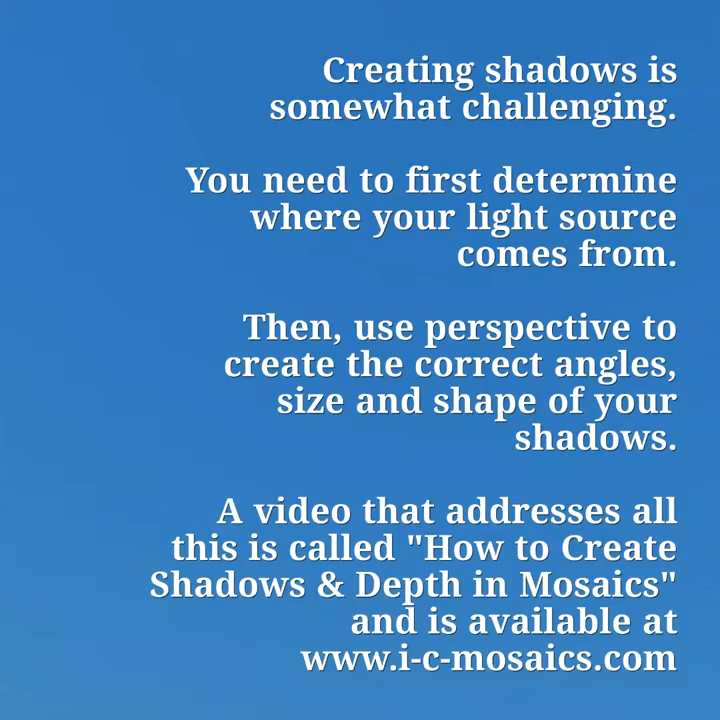 Creating shadows is
somewhat challenging.
You need to first determine
where your light source
comes from.
Then, use perspective to
create the correct angles,
size and shape of your
shadows.
A video that addresses all
this is called "How to Create
Shadows & Depth in Mosaics"
and is available at
www.i-c-mosaics.com